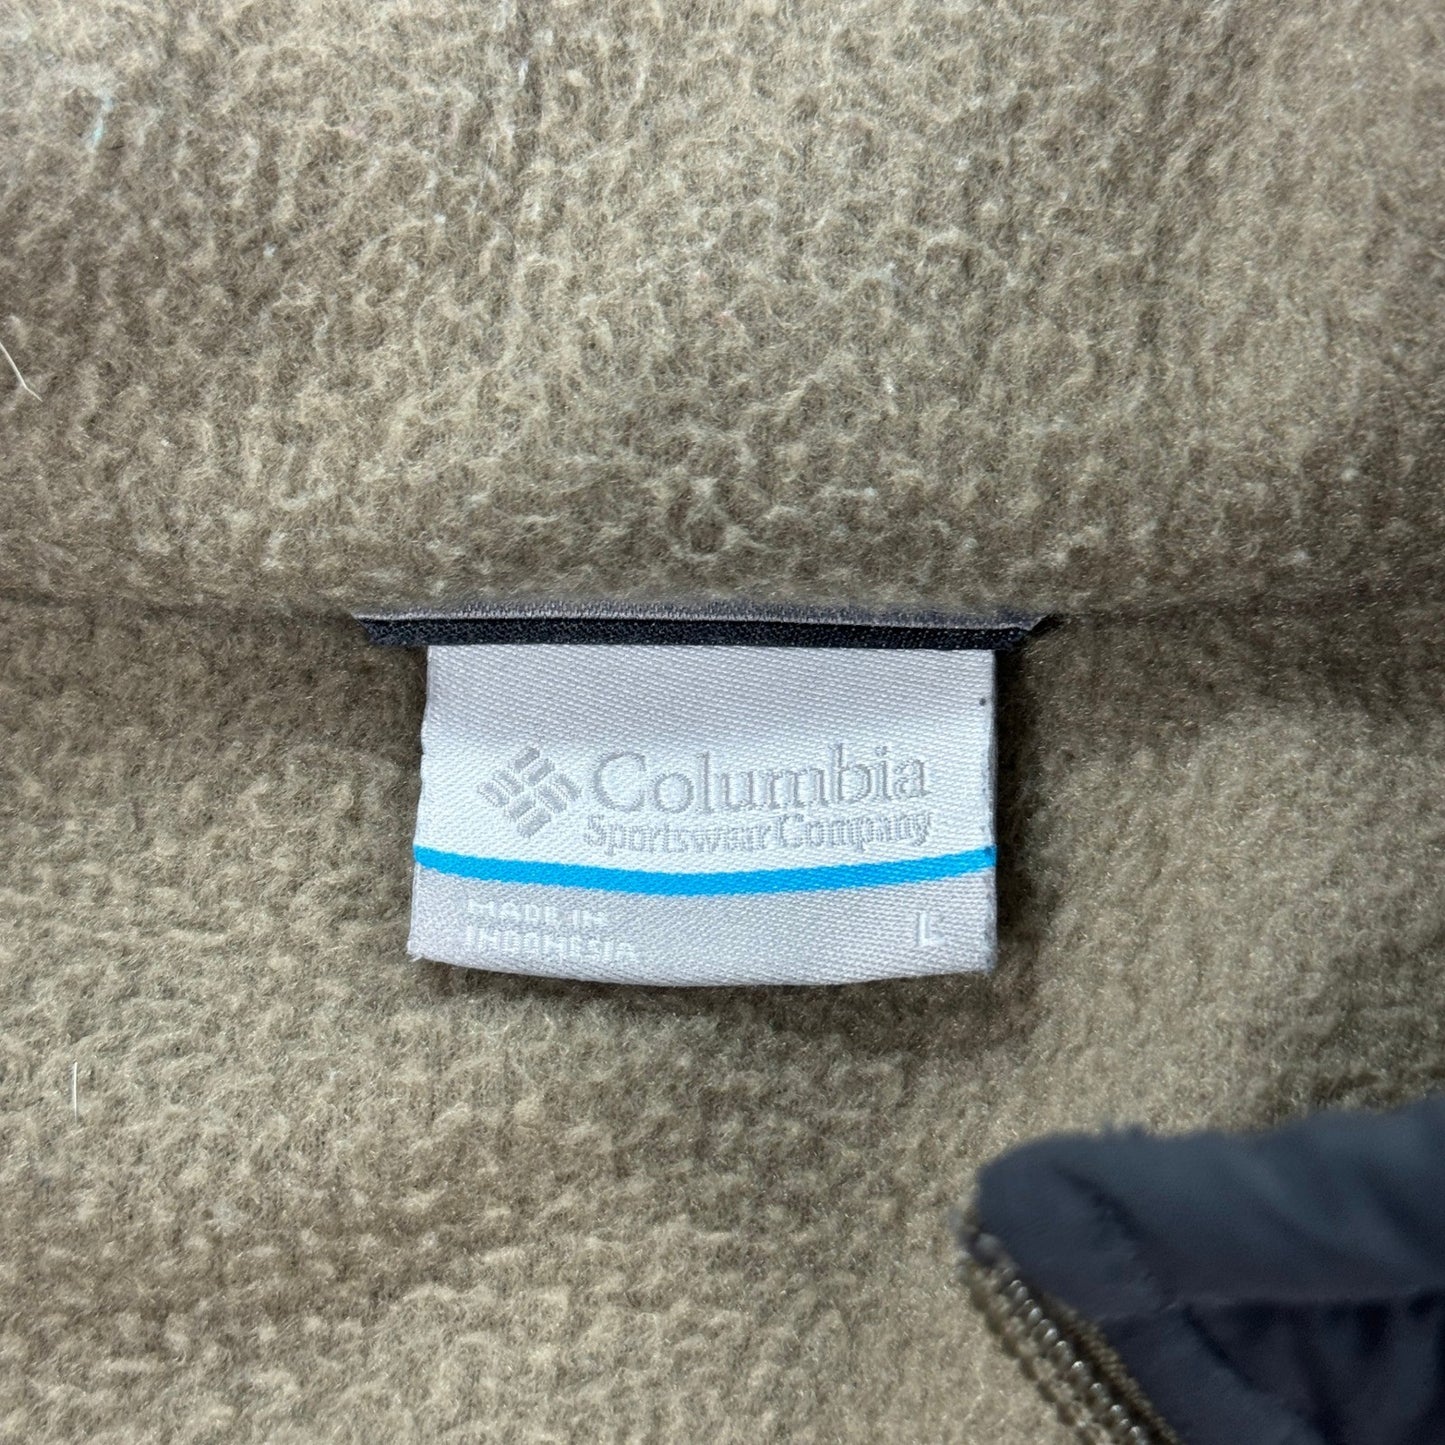 Columbia
Sportswear Company
MADE IN
INDONESIA
L